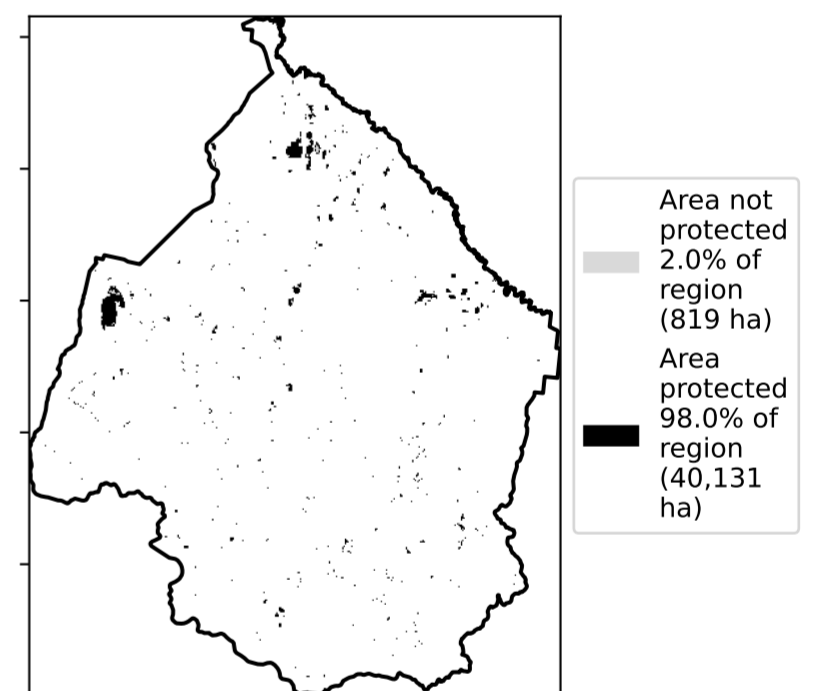 Area not
protected
2.0% of
region
(819 ha)
Area
protected
98.0% of
region
(40,131
ha)